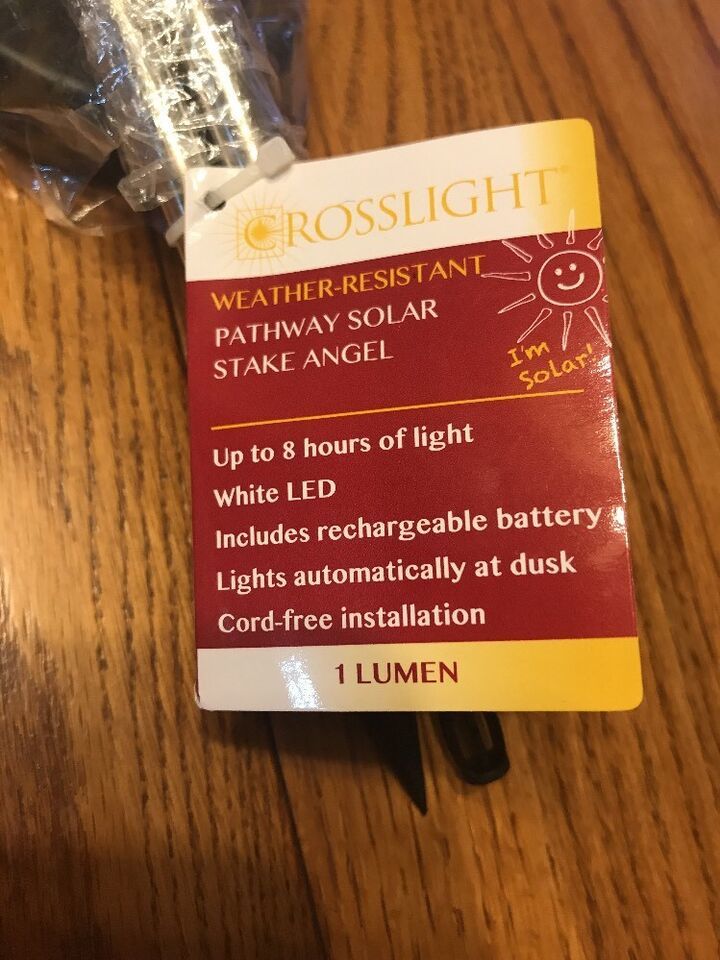 CROSSLIGHT
WEATHER-RESISTANT
PATHWAY SOLAR
STAKE ANGEL
I'm
Solar!
Up to 8 hours of light
White LED
Includes rechargeable battery
Lights automatically at dusk
Cord-free installation
1 LUMEN